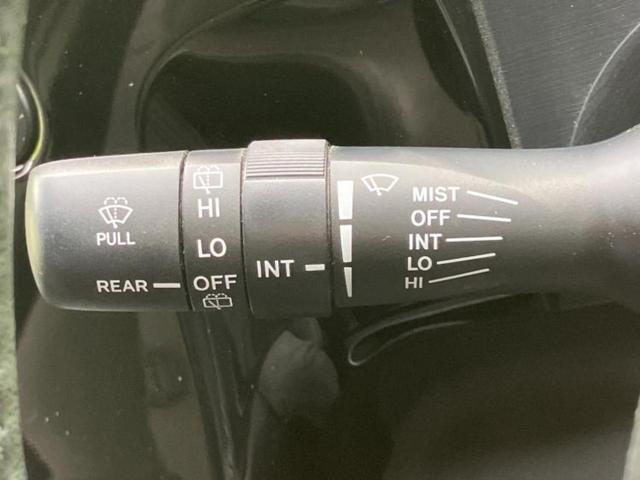 PULL
REAR
HI
LO
OFF
INT
MIST
OFF
INT
LO
HI